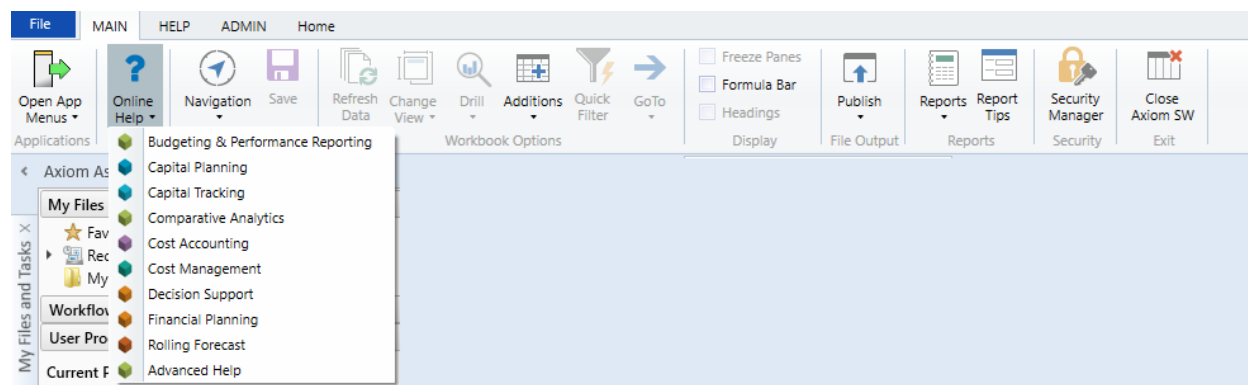 File MAIN HELP ADMIN Home
Open App Menus
Online Help
Navigation
Save
Refresh Data
Change View
Drill
Additions
Quick Filter
GoTo
Freeze Panes
Formula Bar
Headings
Publish
Reports
Report Tips
Security Manager
Close Axiom SW
Applications
Workbook Options
Display
File Output
Reports
Security
Exit
Budgeting & Performance Reporting
Capital Planning
Capital Tracking
Comparative Analytics
Cost Accounting
Cost Management
Decision Support
Financial Planning
Rolling Forecast
Advanced Help
Axiom As
My Files
Fav
Rec
My
Workflow
User Pro
Current P
My Files and Tasks